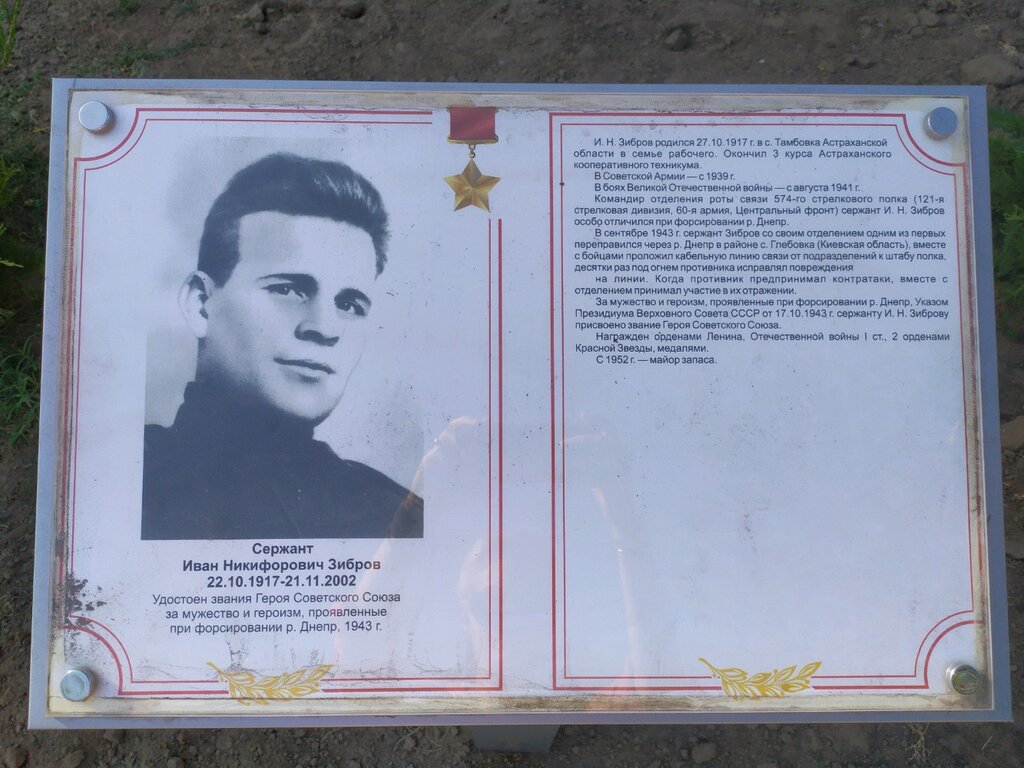 Сержант
Иван Никифорович Зибров
22.10.1917-21.11.2002
Удостоен звания Героя Советского Союза
за мужество и героизм, проявленные
при форсировании р. Днепр, 1943 г.
И. Н. Зибров родился 27.10.1917 г. в с. Тамбовка Астраханской
области в семье рабочего. Окончил 3 курса Астраханского
кооперативного техникума.
В Советской Армии — с 1939 г.
В боях Великой Отечественной войны — с августа 1941 г.
Командир отделения роты связи 574-го стрелкового полка (121-я
стрелковая дивизия, 60-я армия, Центральный фронт) сержант И. Н. Зибров
особо отличился при форсировании р. Днепр.
В сентябре 1943 г. сержант Зибров со своим отделением одним из первых
переправился через р. Днепр в районе с. Глебовка (Киевская область), вместе
с бойцами проложил кабельную линию связи от подразделений к штабу полка,
десятки раз под огнем противника исправлял повреждения
на линии. Когда противник предпринимал контратаки, вместе с
отделением принимал участие в их отражении.
За мужество и героизм, проявленные при форсировании р. Днепр, Указом
Президиума Верховного Совета СССР от 17.10.1943 г. сержанту И. Н. Зиброву
присвоено звание Героя Советского Союза.
Награжден орденами Ленина, Отечественной войны I ст., 2 орденами
Красной Звезды, медалями.
С 1952 г. — майор запаса.